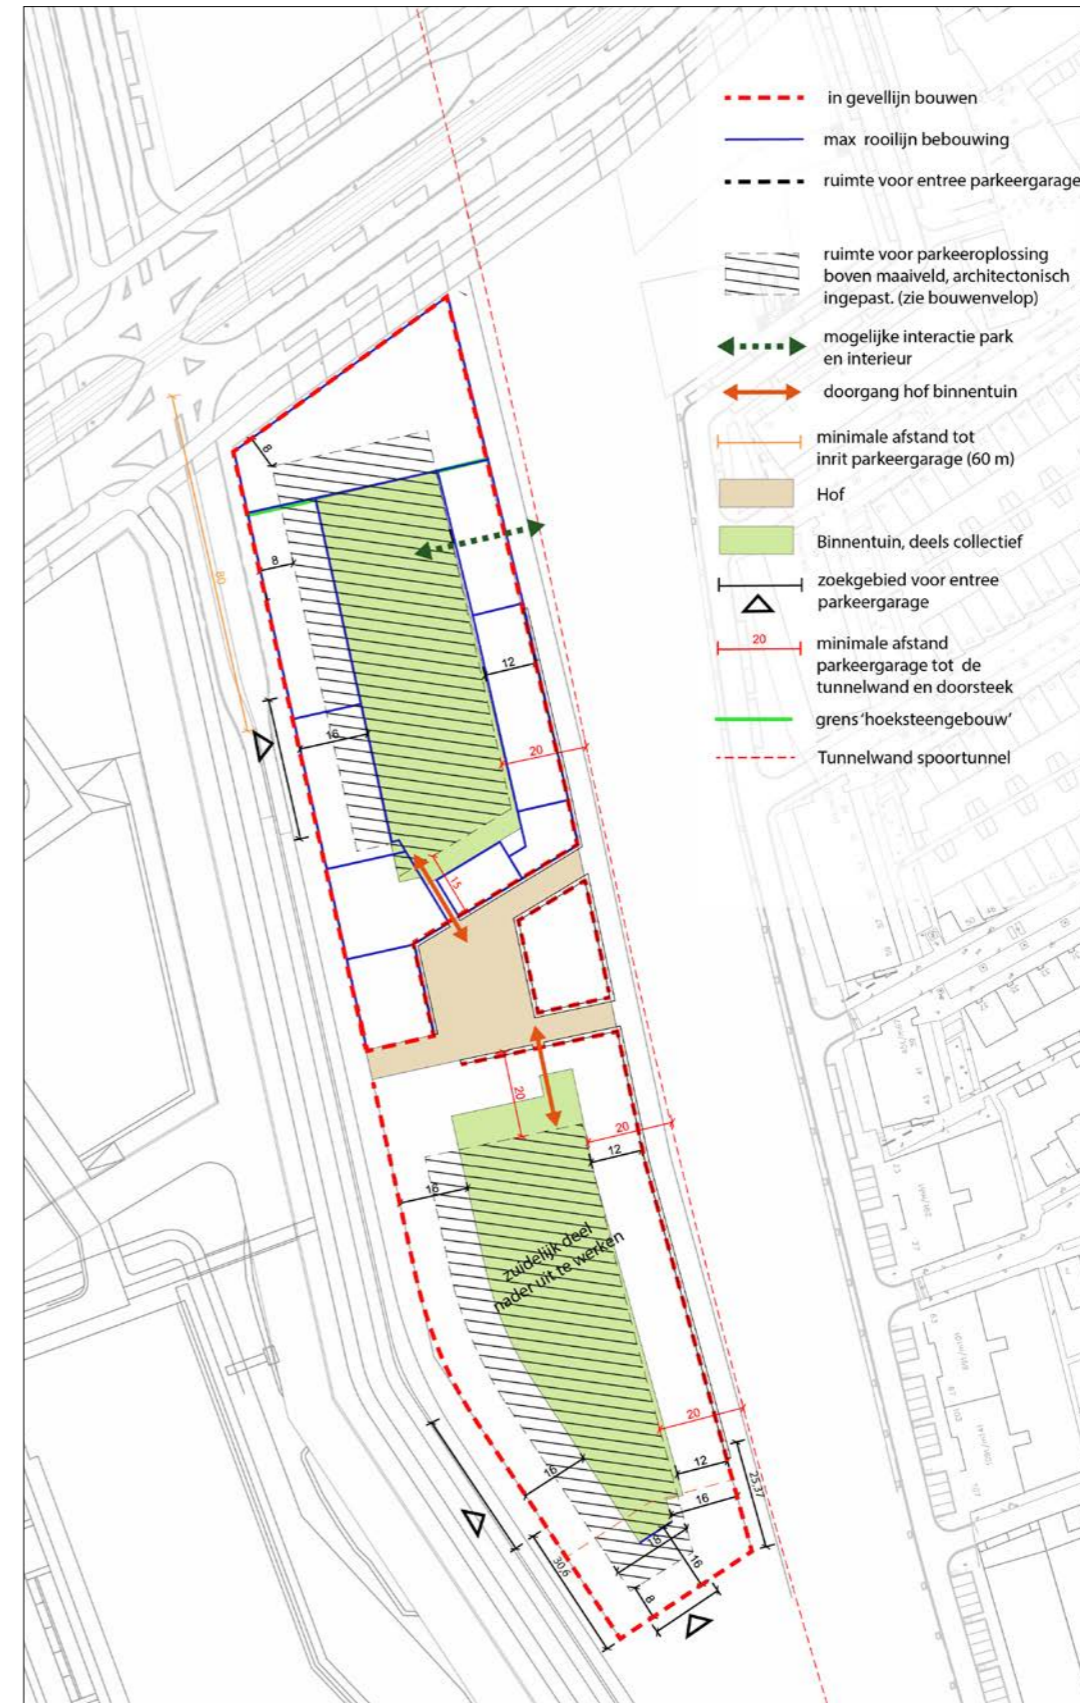 in gevellijn bouwen
max rooilijn bebouwing
ruimte voor entree parkeergarage
ruimte voor parkeeroplossing
boven maaiveld, architectonisch
ingepast. (zie bouwenvelop)
mogelijke interactie park
en interieur
doorgang hof binnentuin
minimale afstand tot
inrit parkeergarage (60 m)
Hof
Binnentuin, deels collectief
zoekgebied voor entree
parkeergarage
20
minimale afstand
parkeergarage tot de
tunnelwand en doorsteek
grens 'hoeksteengebouw'
Tunnelwand spoortunnel
8
8
80
12
16
20
15
20
20
12
16
zuidelijk deel
nader uit te werken
20
16
12
16
25,37
18
16
30,6
8